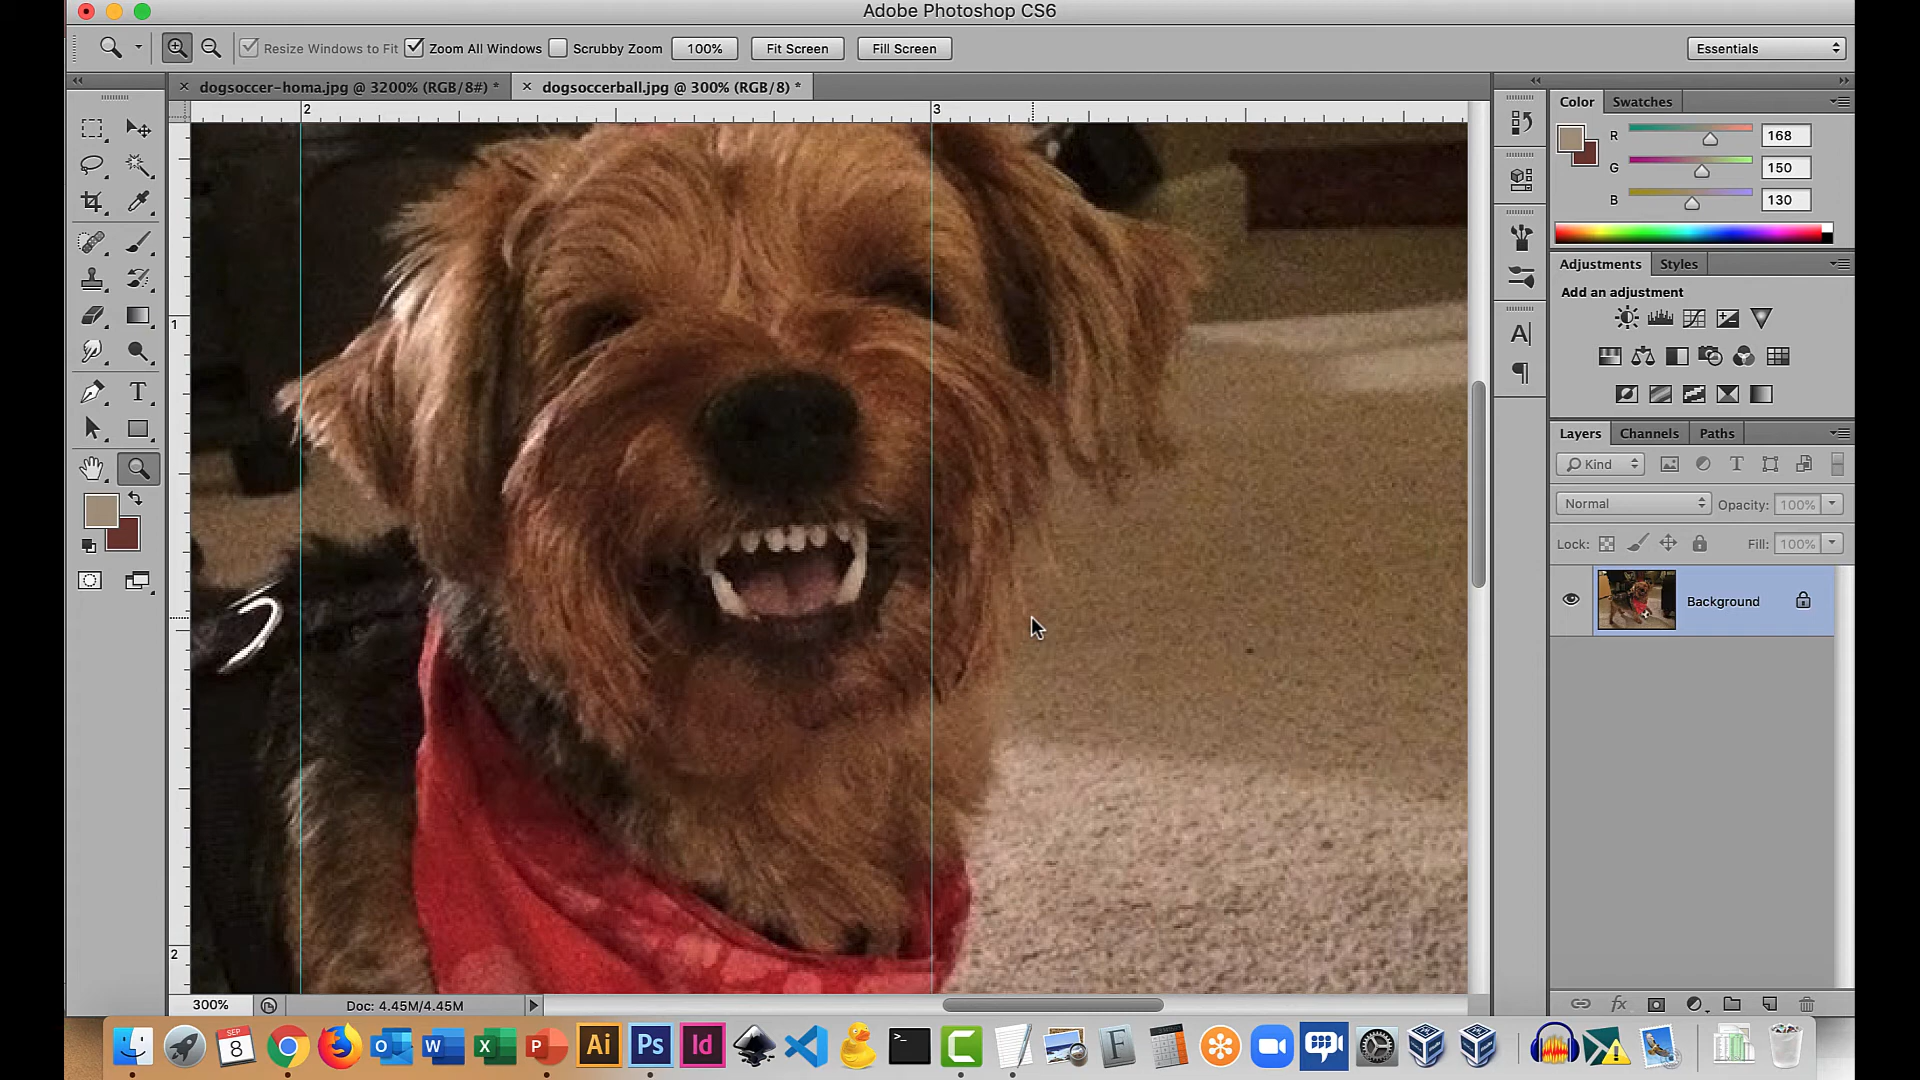 Adobe Photoshop CS6
Resize Windows to Fit Zoom All Windows Scrubby Zoom 100% Fit Screen Fill Screen Essentials
dogsoccer-homa.jpg @ 3200% (RGB/8#) * dogsoccerball.jpg @ 300% (RGB/8) *
2 3
Color Swatches
R 168
G 150
B 130
Adjustments Styles
Add an adjustment
1
Layers Channels Paths
Kind
Normal Opacity: 100%
Lock: Fill: 100%
Background
2
300% Doc: 4.45M/4.45M
SEP
8
Ai Ps Id